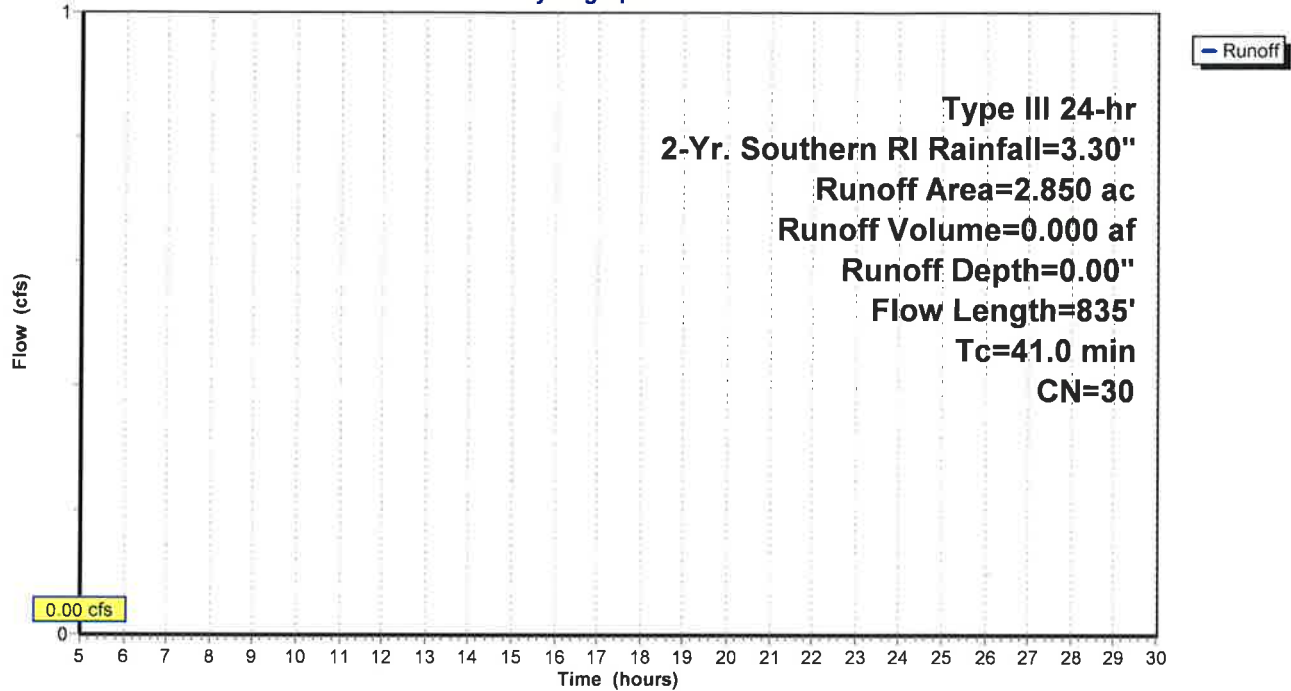 1
Runoff
Type III 24-hr
2-Yr. Southern RI Rainfall=3.30"
Runoff Area=2.850 ac
Runoff Volume=0.000 af
Runoff Depth=0.00"
Flow Length=835'
Tc=41.0 min
CN=30
Flow (cfs)
0.00 cfs
0
5 6 7 8 9 10 11 12 13 14 15 16 17 18 19 20 21 22 23 24 25 26 27 28 29 30
Time (hours)